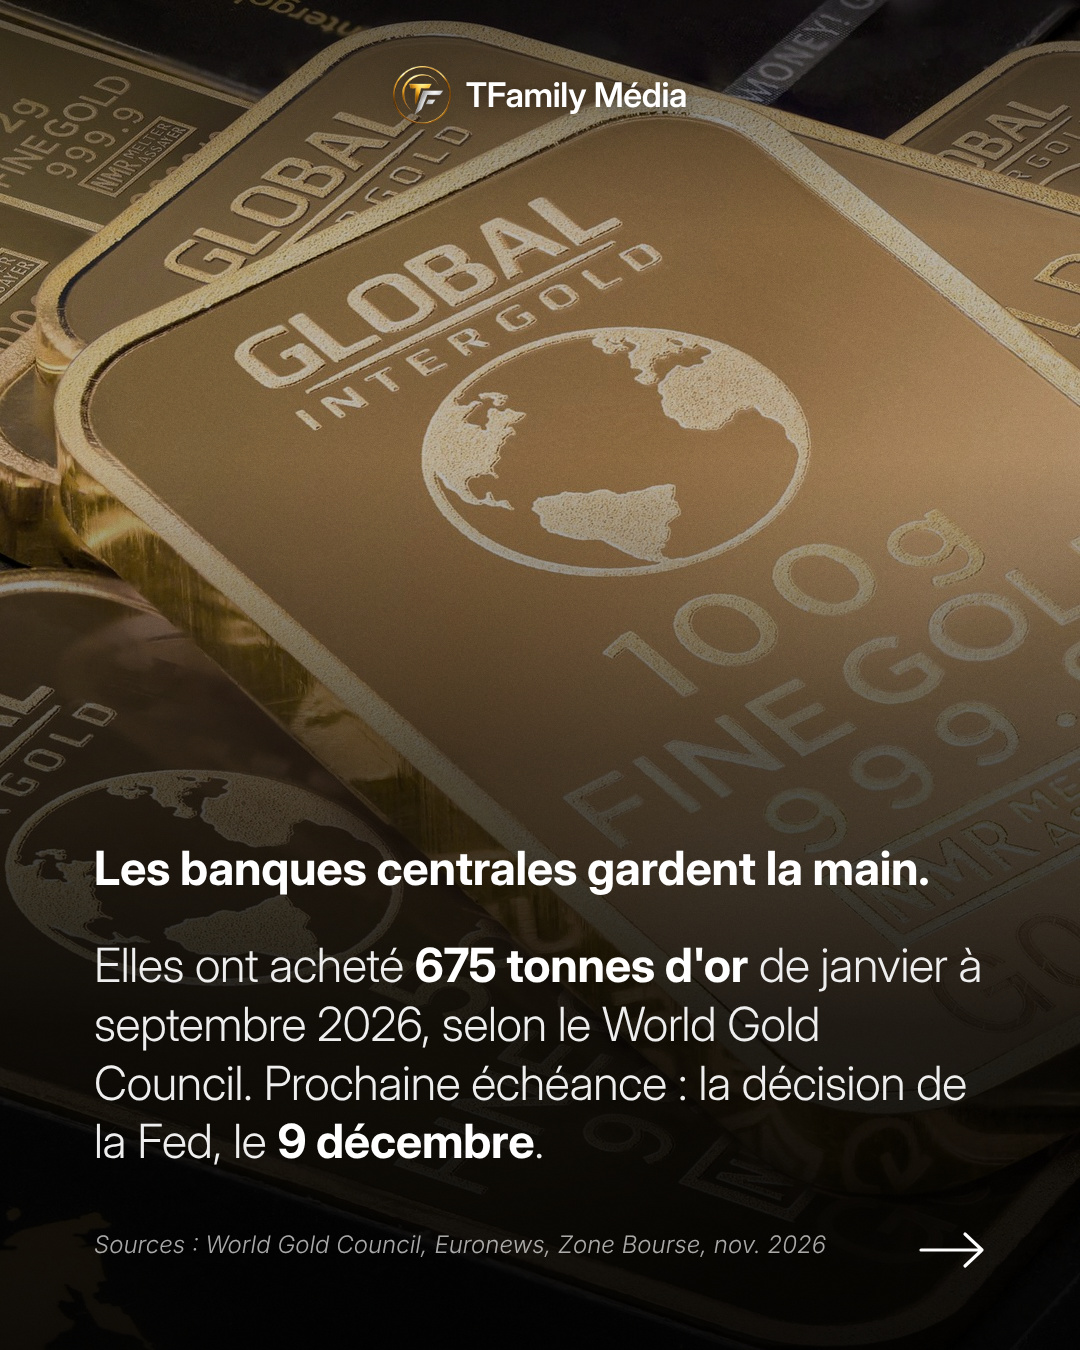 TFamily Média
GLOBAL
INTERGOLD
100g
FINE GOLD
999.9
Les banques centrales gardent la main.
Elles ont acheté 675 tonnes d'or de janvier à
septembre 2026, selon le World Gold
Council. Prochaine échéance : la décision de
la Fed, le 9 décembre.
Sources : World Gold Council, Euronews, Zone Bourse, nov. 2026